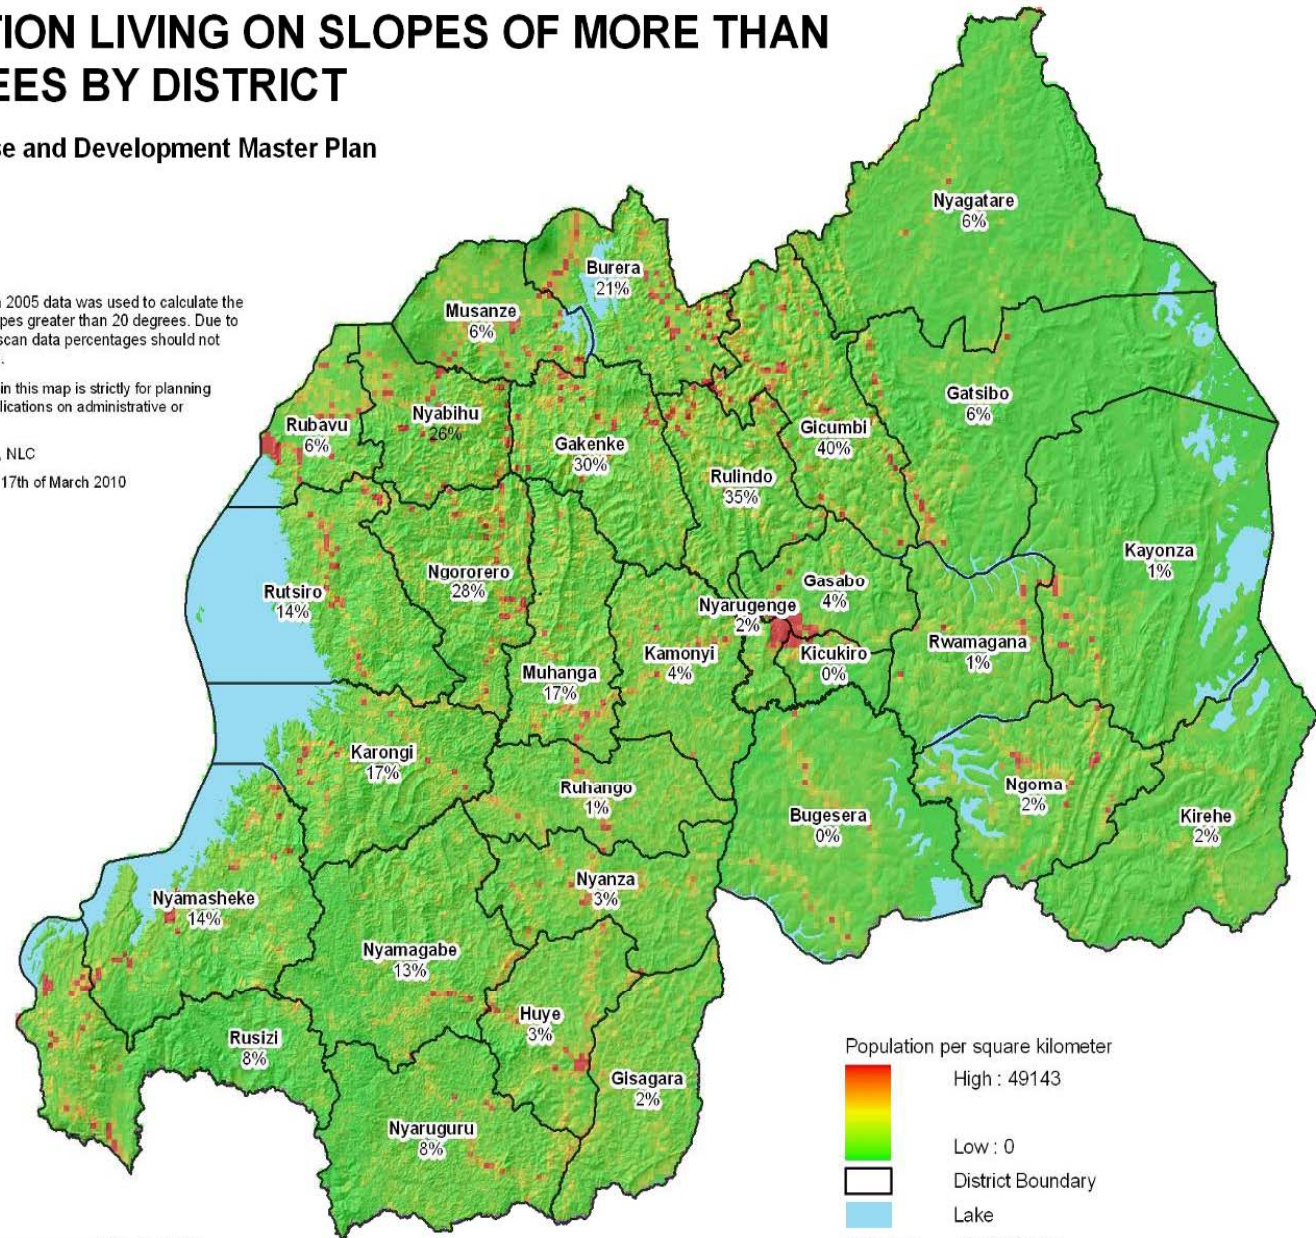 TION LIVING ON SLOPES OF MORE THAN
EES BY DISTRICT
se and Development Master Plan
2005 data was used to calculate the
pes greater than 20 degrees. Due to
scan data percentages should not
.
in this map is strictly for planning
lications on administrative or
, NLC
17th of March 2010
Nyagatare
6%
Burera
21%
Musanze
6%
Gatsibo
6%
Rubavu
6%
Nyabihu
26%
Gakenke
30%
Gicumbi
40%
Rulindo
35%
Kayonza
1%
Rutsiro
14%
Ngororero
28%
Gasabo
4%
Nyarugenge
2%
Kicukiro
0%
Rwamagana
1%
Kamonyi
4%
Muhanga
17%
Karongi
17%
Ruhango
1%
Bugesera
0%
Ngoma
2%
Kirehe
2%
Nyamasheke
14%
Nyanza
3%
Nyamagabe
13%
Huye
3%
Rusizi
8%
Gisagara
2%
Nyaruguru
8%
Population per square kilometer
High : 49143
Low : 0
District Boundary
Lake